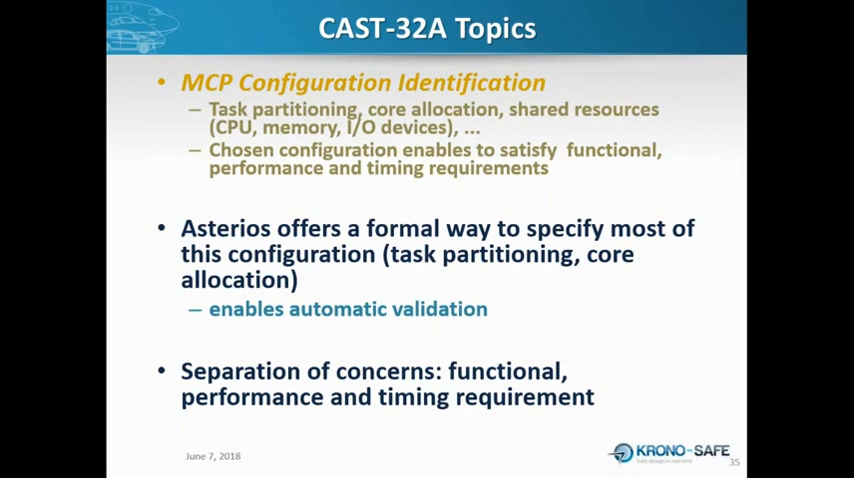 CAST-32A Topics
• MCP Configuration Identification
– Task partitioning, core allocation, shared resources
(CPU, memory, I/O devices), ...
– Chosen configuration enables to satisfy functional,
performance and timing requirements
• Asterios offers a formal way to specify most of
this configuration (task partitioning, core
allocation)
– enables automatic validation
• Separation of concerns: functional,
performance and timing requirement
June 7, 2018
KRONO-SAFE
35